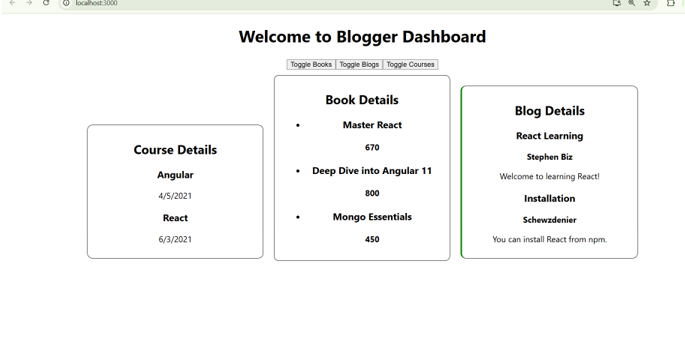 localhost:3000
Welcome to Blogger Dashboard
Toggle Books Toggle Blogs Toggle Courses
Course Details
Angular
4/5/2021
React
6/3/2021
Book Details
Master React
670
Deep Dive into Angular 11
800
Mongo Essentials
450
Blog Details
React Learning
Stephen Biz
Welcome to learning React!
Installation
Schewzdenier
You can install React from npm.